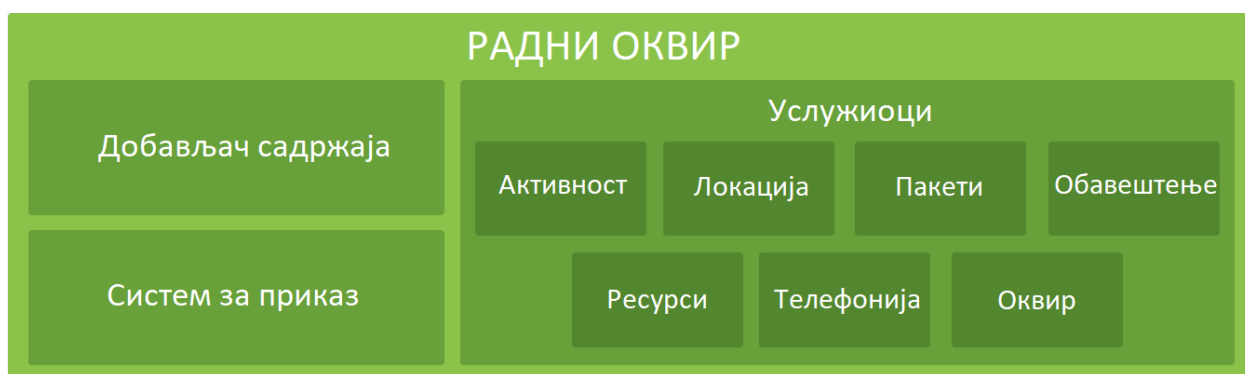 РАДНИ ОКВИР
Добављач садржаја
Систем за приказ
Услужиоци
Активност
Локација
Пакети
Обавештење
Ресурси
Телефонија
Оквир